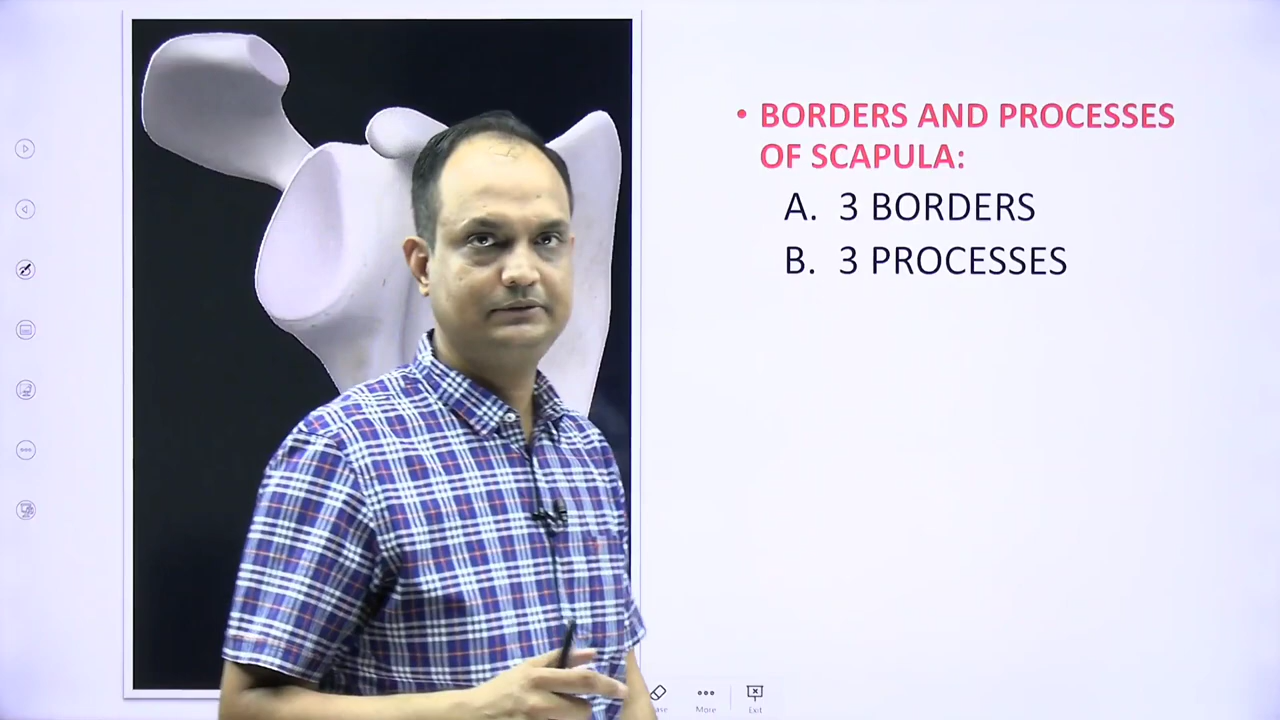 • BORDERS AND PROCESSES
OF SCAPULA:
A. 3 BORDERS
B. 3 PROCESSES
More
Exit